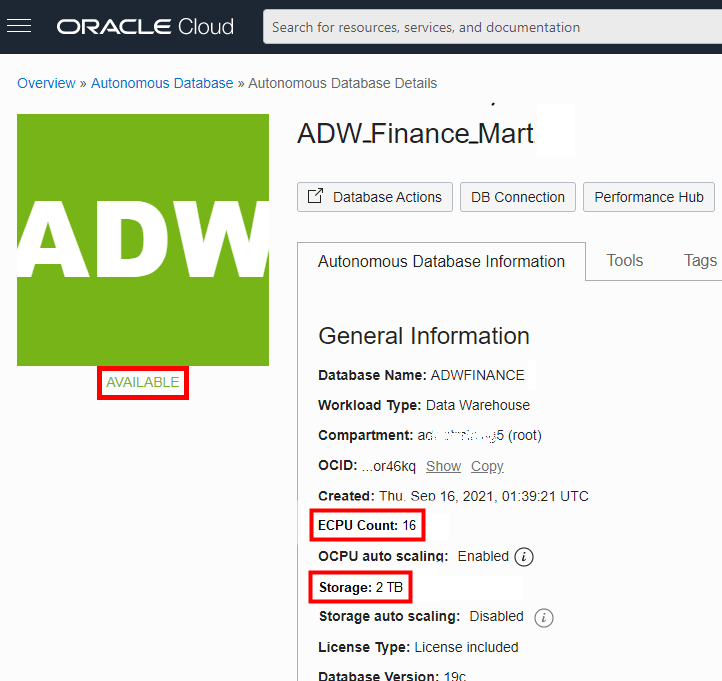 ORACLE Cloud
Search for resources, services, and documentation
Overview » Autonomous Database » Autonomous Database Details
ADW_Finance_Mart
ADW
AVAILABLE
Database Actions
DB Connection
Performance Hub
Autonomous Database Information
Tools
Tags
General Information
Database Name: ADWFINANCE
Workload Type: Data Warehouse
Compartment: (root)
OCID: ...or46kq Show Copy
Created: Thu, Sep 16, 2021, 01:39:21 UTC
ECPU Count: 16
OCPU auto scaling: Enabled
Storage: 2 TB
Storage auto scaling: Disabled
License Type: License included
Database Version: 19c